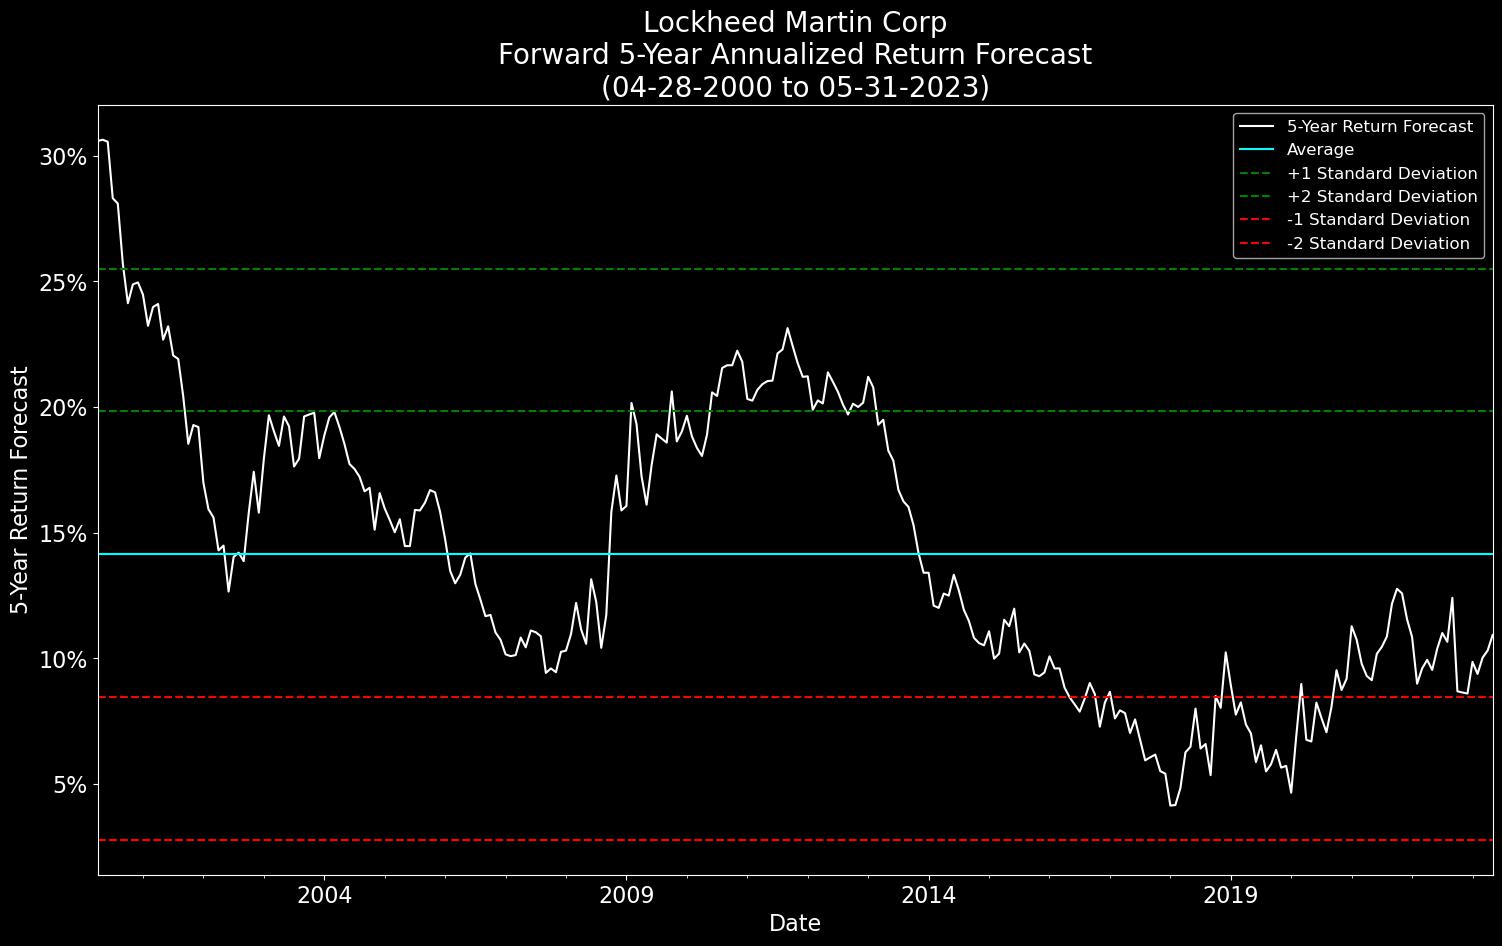 Lockheed Martin Corp
Forward 5-Year Annualized Return Forecast
(04-28-2000 to 05-31-2023)
5-Year Return Forecast
Average
+1 Standard Deviation
+2 Standard Deviation
-1 Standard Deviation
-2 Standard Deviation
30%
25%
20%
15%
10%
5%
5-Year Return Forecast
2004 2009 2014 2019
Date